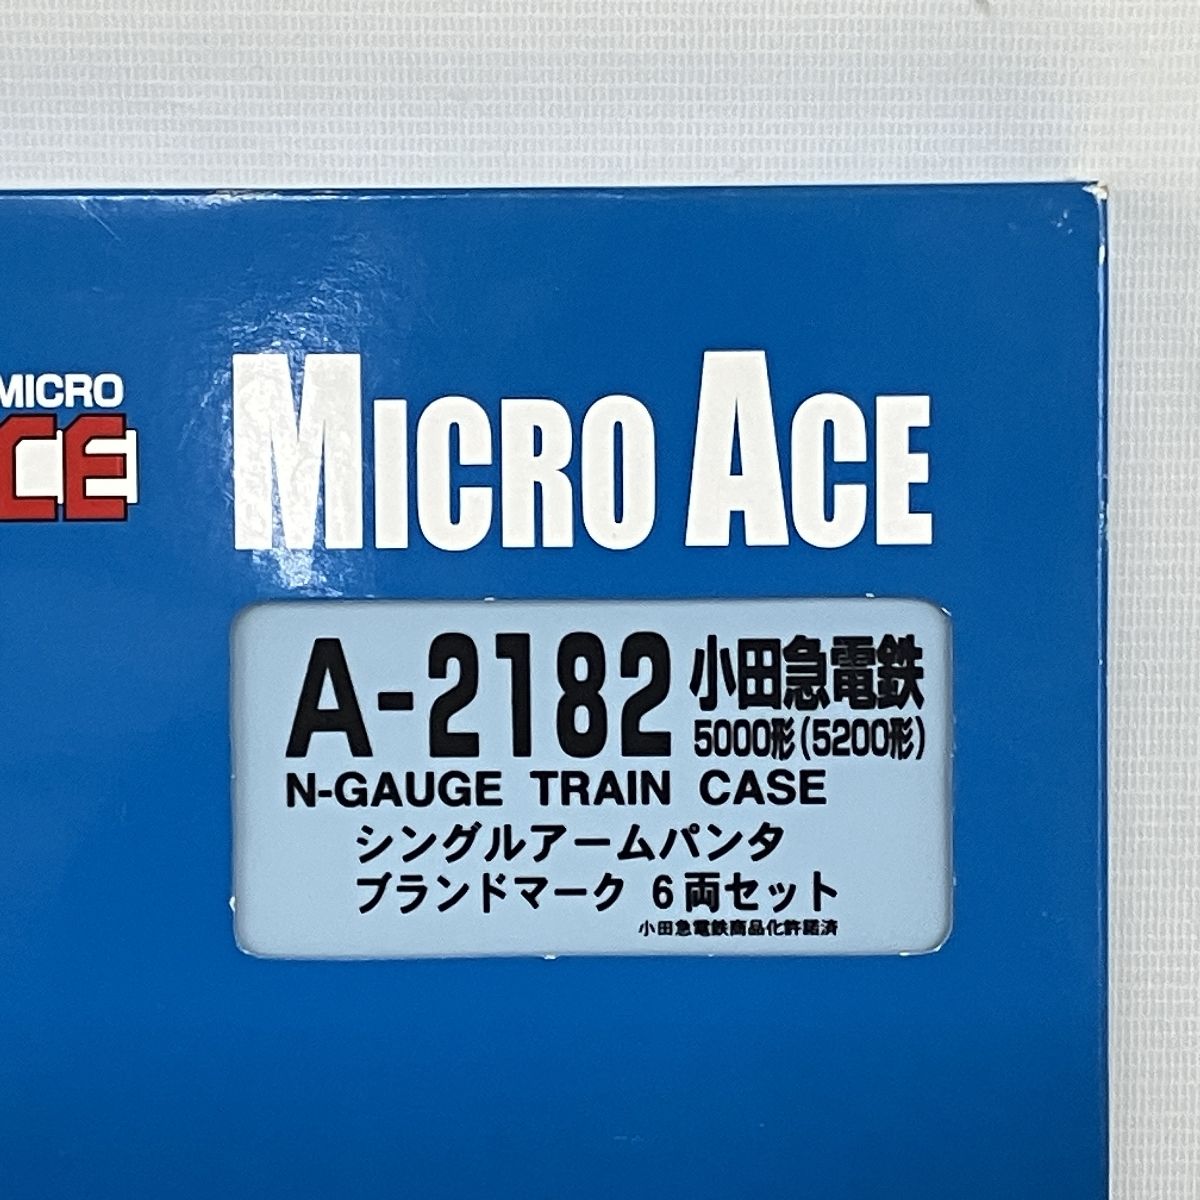 MICRO
CE
MICRO ACE
A-2182 小田急電鉄
5000形(5200形)
N-GAUGE TRAIN CASE
シングルアームパンタ
ブランドマーク 6両セット
小田急電鉄商品化許諾済